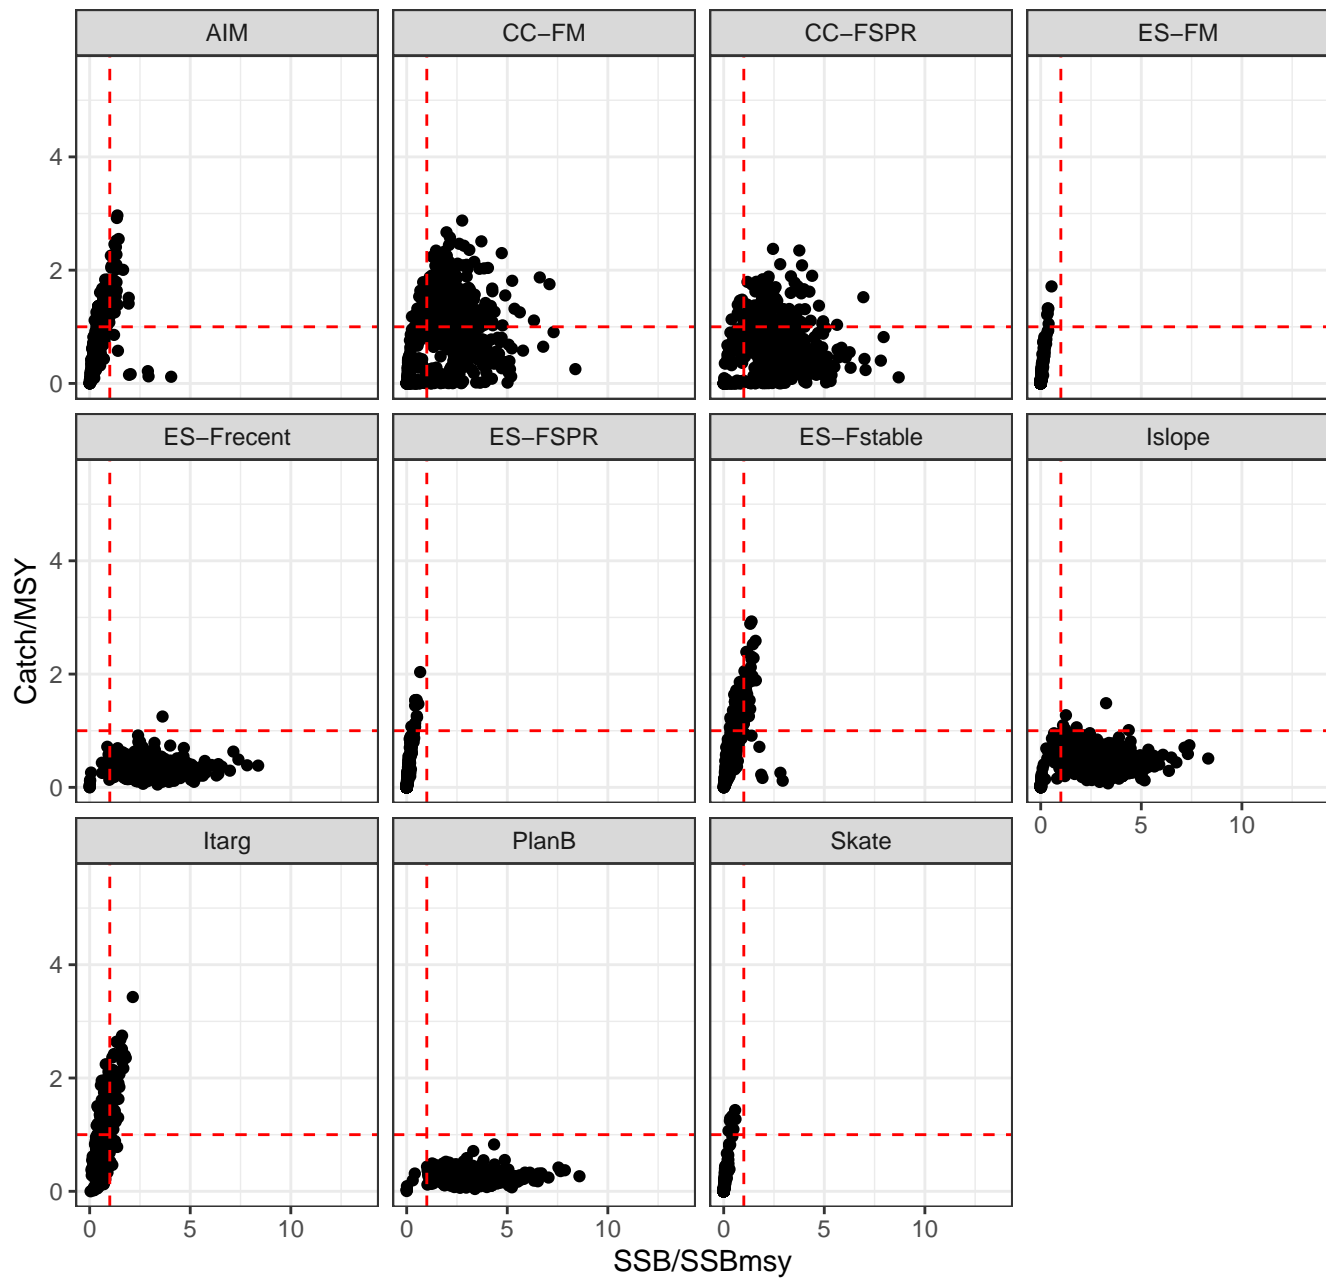 AIM CC−FM CC−FSPR ES−FM
4
2
0
ES−Frecent ES−FSPR ES−Fstable Islope
4
2
0
0 5 10
Itarg PlanB Skate
4
2
0
0 5 10 0 5 10 0 5 10
Catch/MSY
SSB/SSBmsy